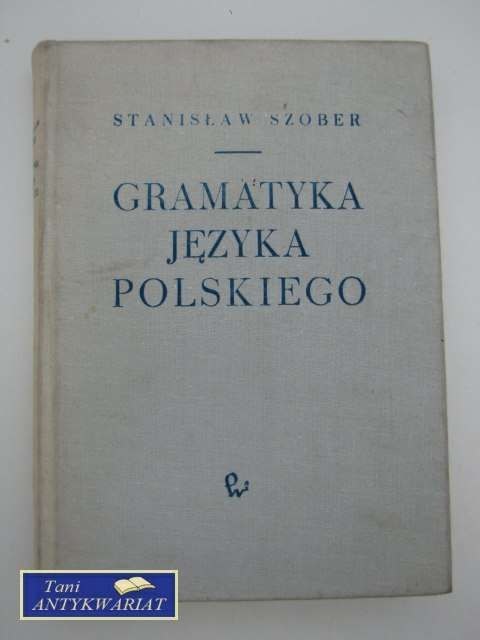 STANISŁAW SZOBER
GRAMATYKA
JĘZYKA
POLSKIEGO
Tani
ANTYKWARIAT